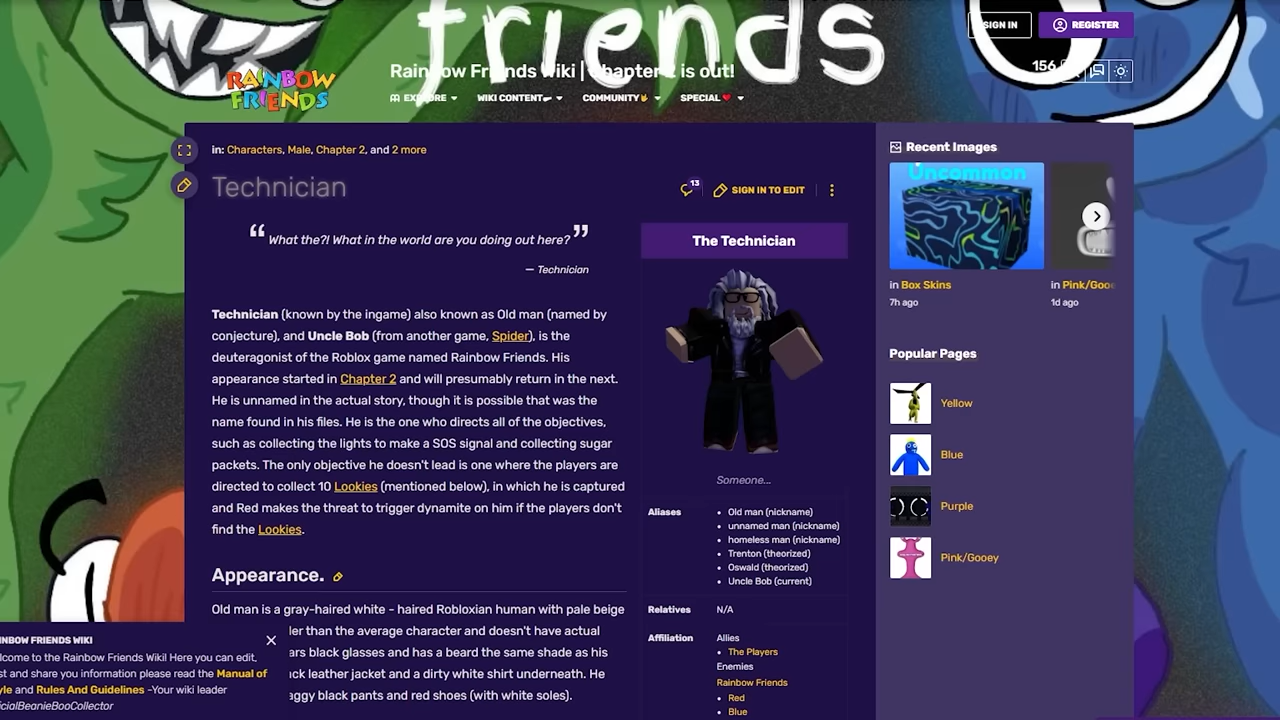 friends
SIGN IN
REGISTER
RAINBOW
FRIENDS
Rainbow Friends Wiki | Chapter 2 is out!
156
EXPLORE
WIKI CONTENT
COMMUNITY
SPECIAL
in: Characters, Male, Chapter 2, and 2 more
Technician
13
SIGN IN TO EDIT
“ What the?! What in the world are you doing out here? ”
— Technician
Technician (known by the ingame) also known as Old man (named by
conjecture), and Uncle Bob (from another game, Spider), is the
deuteragonist of the Roblox game named Rainbow Friends. His
appearance started in Chapter 2 and will presumably return in the next.
He is unnamed in the actual story, though it is possible that was the
name found in his files. He is the one who directs all of the objectives,
such as collecting the lights to make a SOS signal and collecting sugar
packets. The only objective he doesn't lead is one where the players are
directed to collect 10 Lookies (mentioned below), in which he is captured
and Red makes the threat to trigger dynamite on him if the players don't
find the Lookies.
Appearance.
Old man is a gray-haired white - haired Robloxian human with pale beige
ler than the average character and doesn't have actual
ars black glasses and has a beard the same shade as his
ck leather jacket and a dirty white shirt underneath. He
aggy black pants and red shoes (with white soles).
The Technician
Someone...
Aliases
• Old man (nickname)
• unnamed man (nickname)
• homeless man (nickname)
• Trenton (theorized)
• Oswald (theorized)
• Uncle Bob (current)
Relatives
N/A
Affiliation
Allies
• The Players
Enemies
Rainbow Friends
• Red
• Blue
Recent Images
Uncommon
in Box Skins
7h ago
in Pink/Gooe
1d ago
Popular Pages
Yellow
Blue
Purple
Pink/Gooey
INBOW FRIENDS WIKI
lcome to the Rainbow Friends Wiki! Here you can edit,
st and share you information please read the Manual of
yle and Rules And Guidelines -Your wiki leader
icialBeanieBooCollector